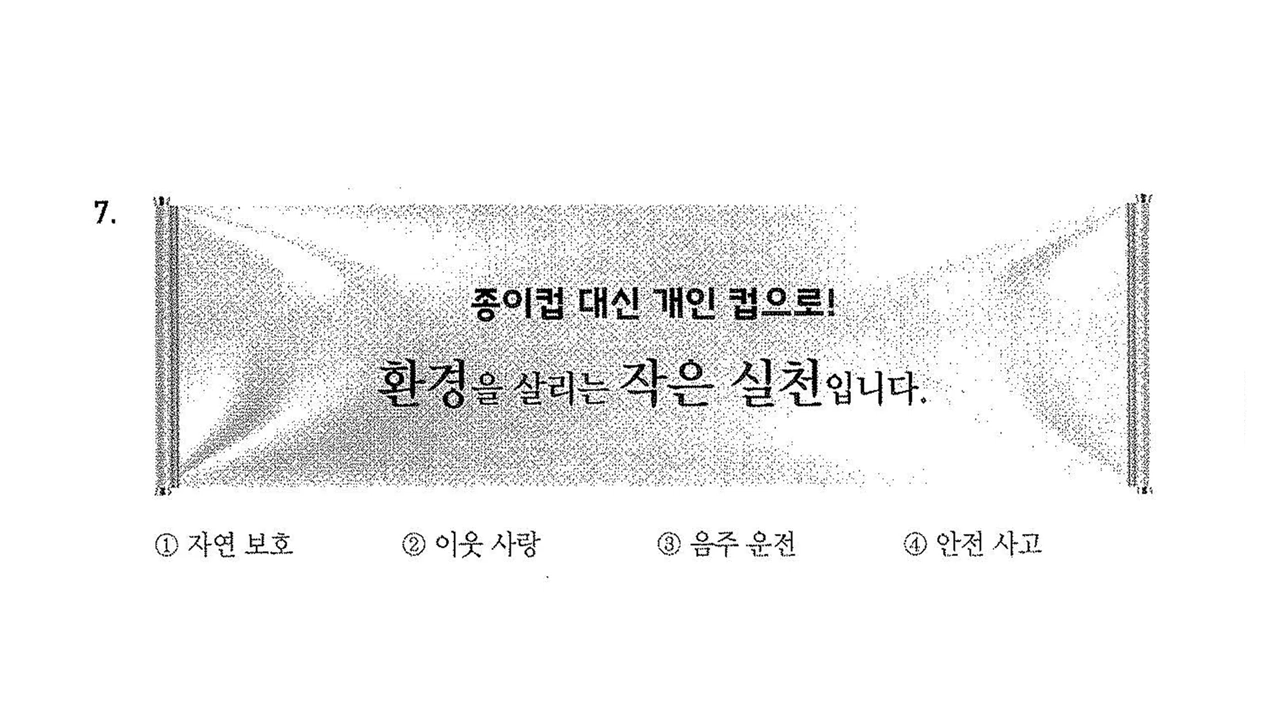 7.
종이컵 대신 개인 컵으로!
환경을 살리는 작은 실천입니다.
① 자연 보호 ② 이웃 사랑 ③ 음주 운전 ④ 안전 사고